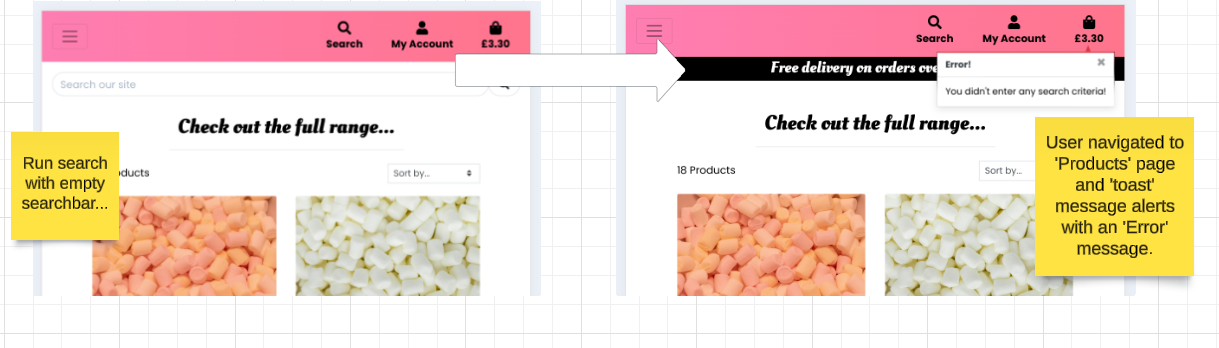 Search
My Account
£3.30
Search our site
Check out the full range...
oducts
Sort by...
Run search
with empty
searchbar...
Search
My Account
£3.30
Free delivery on orders ove
Error!
×
You didn't enter any search criteria!
Check out the full range...
18 Products
Sort by...
User navigated to
'Products' page
and 'toast'
message alerts
with an 'Error'
message.